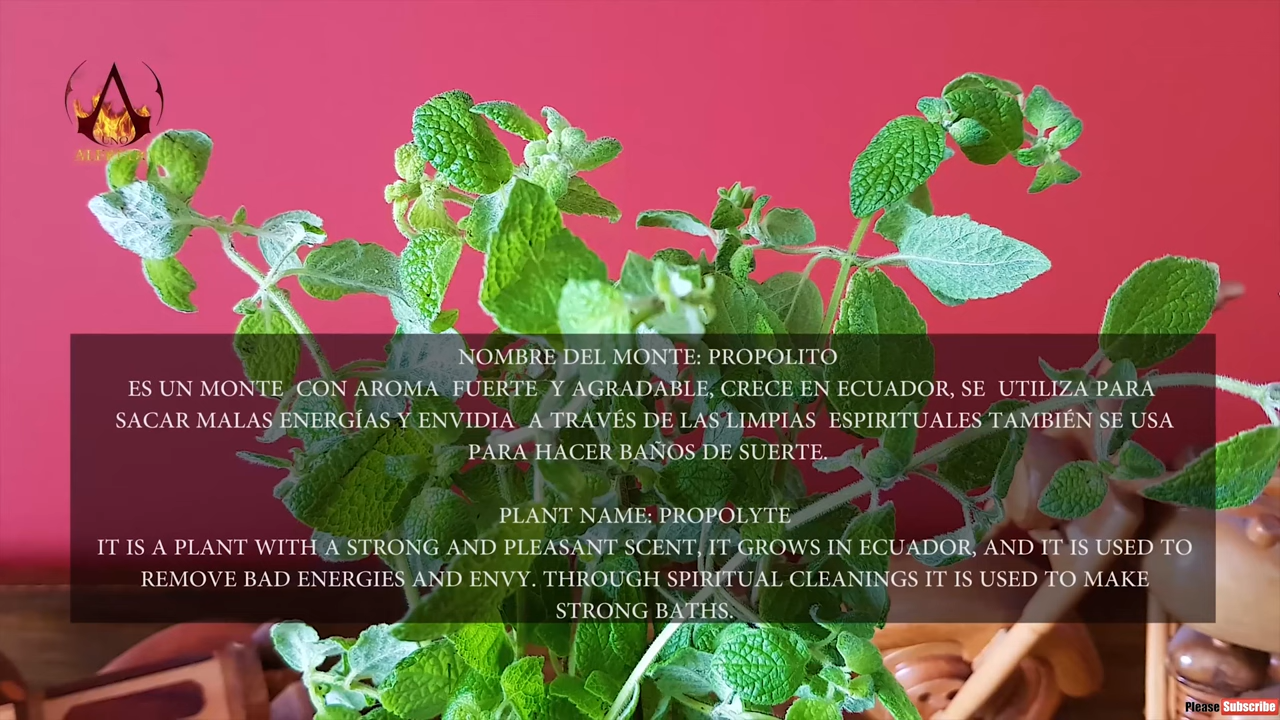 UNO
NOMBRE DEL MONTE: PROPOLITO
ES UN MONTE CON AROMA FUERTE Y AGRADABLE, CRECE EN ECUADOR, SE UTILIZA PARA
SACAR MALAS ENERGÍAS Y ENVIDIA A TRAVÉS DE LAS LIMPIAS ESPIRITUALES TAMBIÉN SE USA
PARA HACER BAÑOS DE SUERTE.
PLANT NAME: PROPOLYTE
IT IS A PLANT WITH A STRONG AND PLEASANT SCENT, IT GROWS IN ECUADOR, AND IT IS USED TO
REMOVE BAD ENERGIES AND ENVY. THROUGH SPIRITUAL CLEANINGS IT IS USED TO MAKE
STRONG BATHS.
Please Subscribe